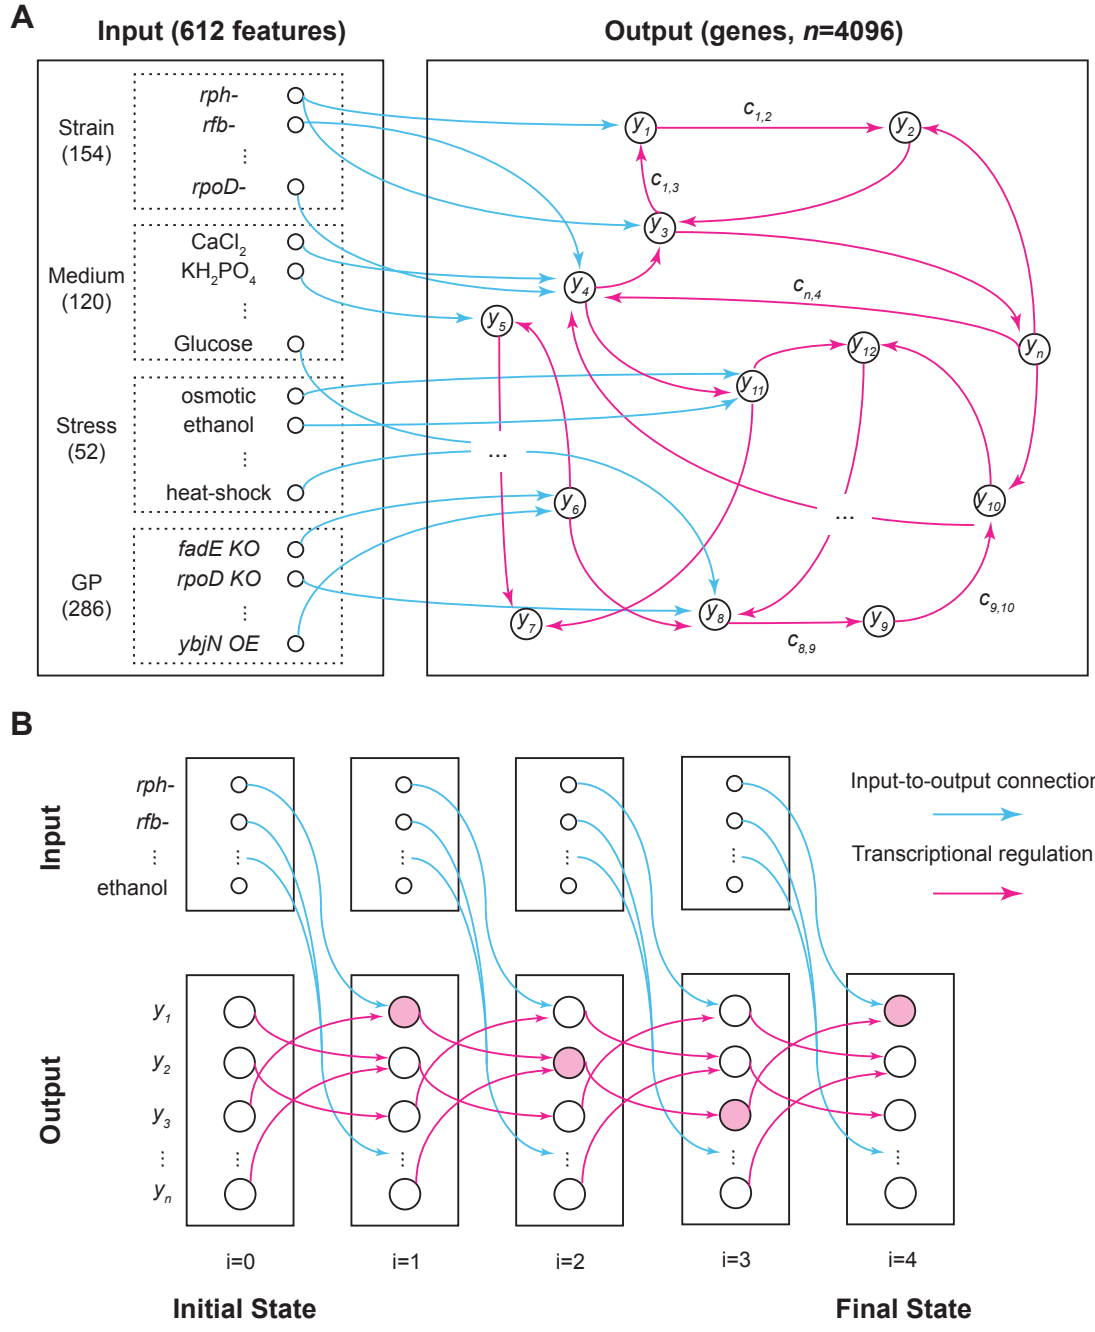 A
Input (612 features)
Output (genes, n=4096)
Strain
(154)
rph-
rfb-
⋮
rpoD-
Medium
(120)
CaCl2
KH2PO4
⋮
Glucose
Stress
(52)
osmotic
ethanol
⋮
heat-shock
GP
(286)
fadE KO
rpoD KO
⋮
ybjN OE
y1
c1,2
y2
c1,3
y3
y4
cn,4
y5
y12
yn
y11
...
y6
...
y10
y7
y8
c8,9
y9
c9,10
B
Input
rph-
rfb-
⋮
ethanol
⋮
⋮
⋮
⋮
Input-to-output connection
Transcriptional regulation
Output
y1
y2
y3
⋮
yn
⋮
⋮
⋮
⋮
⋮
i=0
i=1
i=2
i=3
i=4
Initial State
Final State